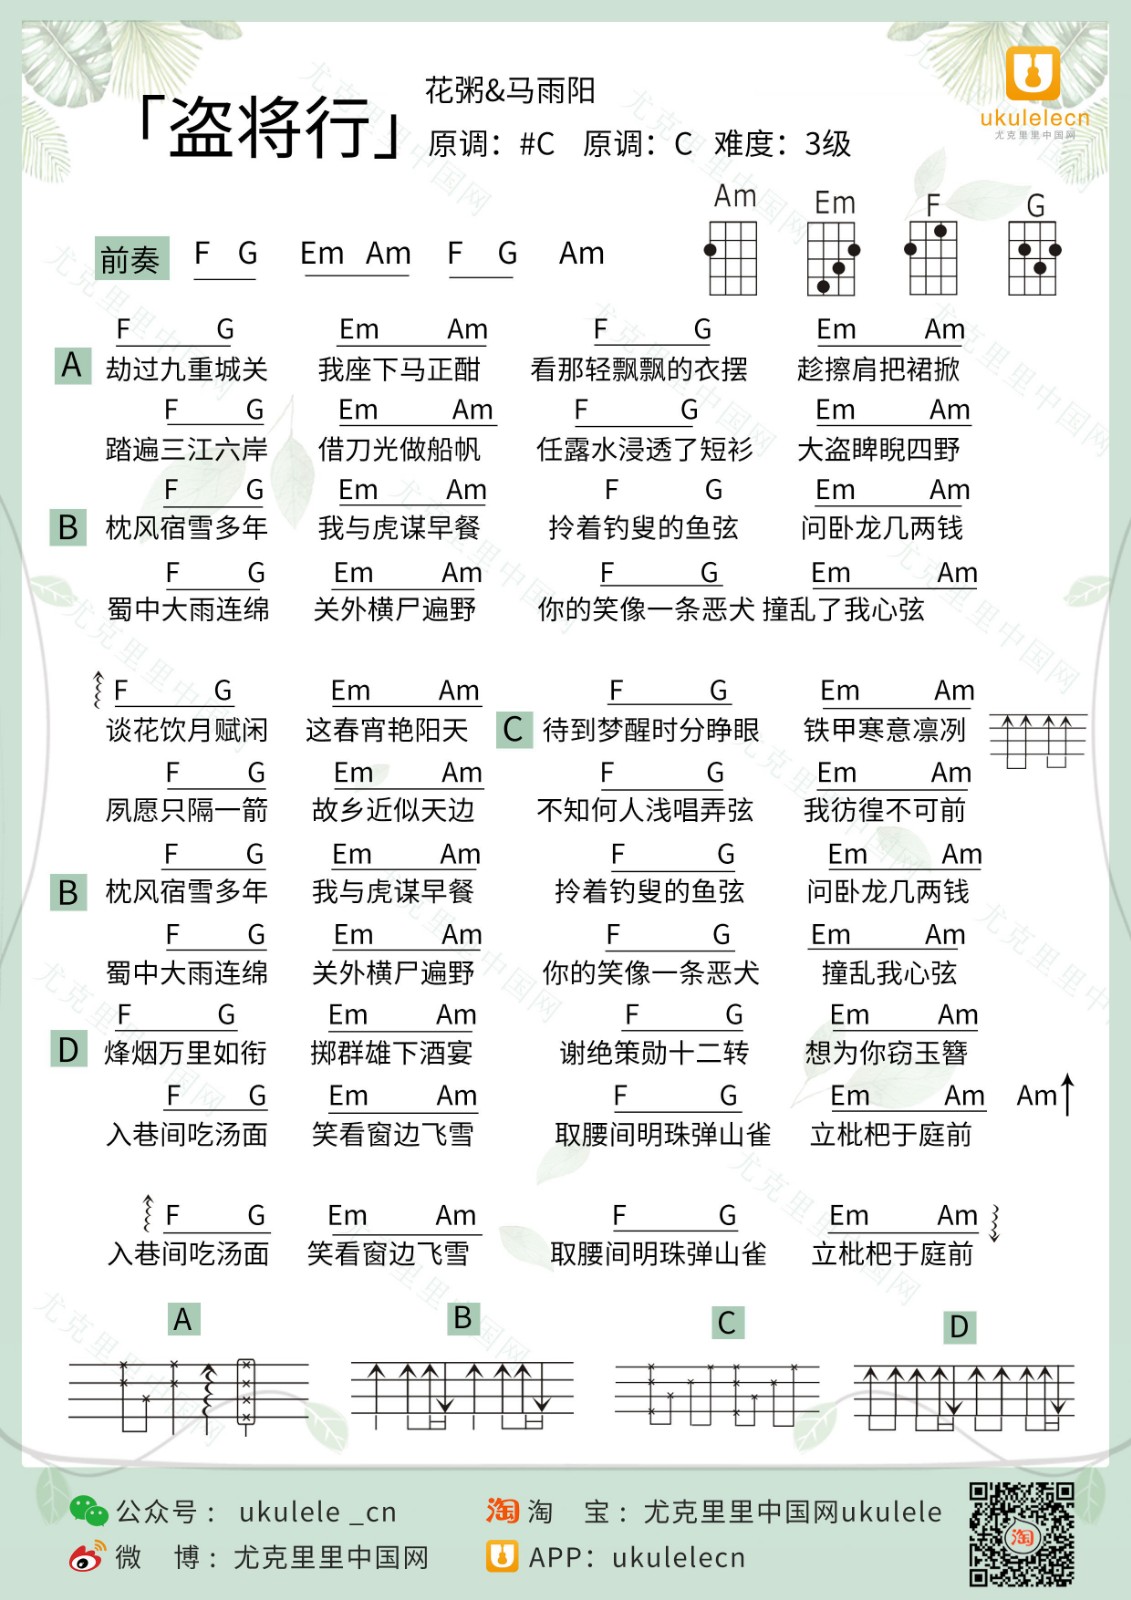 「盗将行」
花粥&马雨阳
原调：#C 原调：C 难度：3级
ukulelecn
尤克里里中国网
Am Em F G
前奏 F G Em Am F G Am
F G Em Am F G Em Am
A 劫过九重城关 我座下马正酣 看那轻飘飘的衣摆 趁擦肩把裙掀
F G Em Am F G Em Am
踏遍三江六岸 借刀光做船帆 任露水浸透了短衫 大盗睥睨四野
F G Em Am F G Em Am
B 枕风宿雪多年 我与虎谋早餐 拎着钓叟的鱼弦 问卧龙几两钱
F G Em Am F G Em Am
蜀中大雨连绵 关外横尸遍野 你的笑像一条恶犬 撞乱了我心弦
F G Em Am F G Em Am
谈花饮月赋闲 这春宵艳阳天 C 待到梦醒时分睁眼 铁甲寒意凛冽
F G Em Am F G Em Am
夙愿只隔一箭 故乡近似天边 不知何人浅唱弄弦 我彷徨不可前
F G Em Am F G Em Am
B 枕风宿雪多年 我与虎谋早餐 拎着钓叟的鱼弦 问卧龙几两钱
F G Em Am F G Em Am
蜀中大雨连绵 关外横尸遍野 你的笑像一条恶犬 撞乱我心弦
F G Em Am F G Em Am
D 烽烟万里如衔 掷群雄下酒宴 谢绝策勋十二转 想为你窃玉簪
F G Em Am F G Em Am Am
入巷间吃汤面 笑看窗边飞雪 取腰间明珠弹山雀 立枇杷于庭前
F G Em Am F G Em Am
入巷间吃汤面 笑看窗边飞雪 取腰间明珠弹山雀 立枇杷于庭前
A B C D
公众号： ukulele _cn
淘 淘 宝：尤克里里中国网ukulele
微 博：尤克里里中国网
APP：ukulelecn
淘